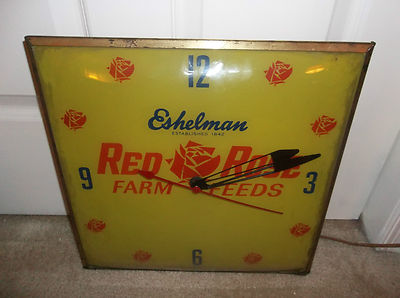 12
Eshelman
ESTABLISHED 1842
RED ROSE
9 3
FARM FEEDS
6